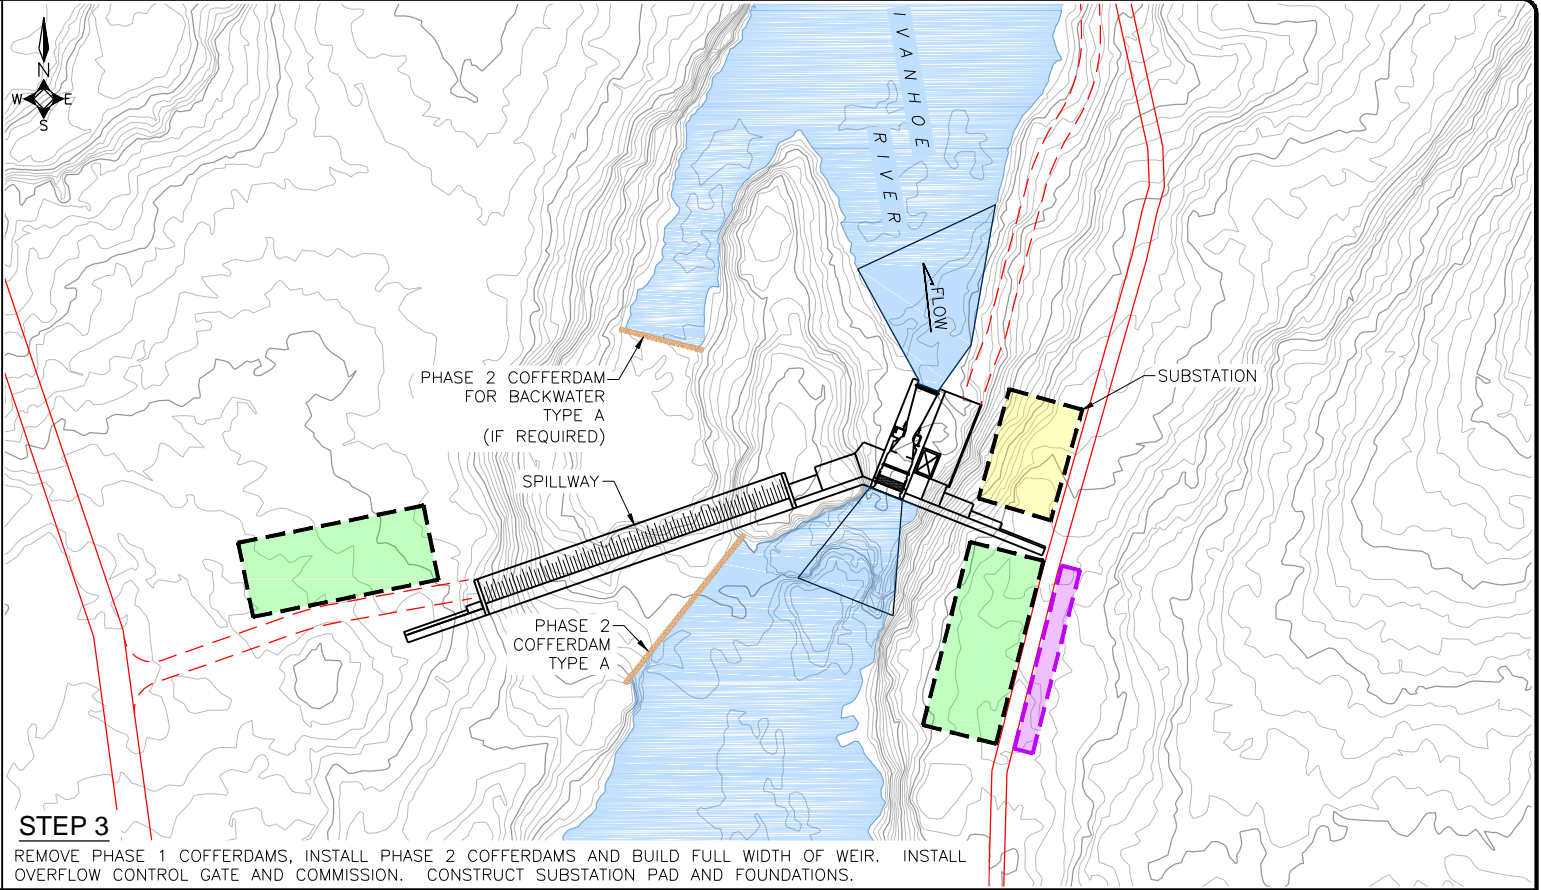 N
W E
S
IVANHOE
RIVER
FLOW
PHASE 2 COFFERDAM
FOR BACKWATER
TYPE A
(IF REQUIRED)
SUBSTATION
SPILLWAY
PHASE 2
COFFERDAM
TYPE A
STEP 3
REMOVE PHASE 1 COFFERDAMS, INSTALL PHASE 2 COFFERDAMS AND BUILD FULL WIDTH OF WEIR. INSTALL
OVERFLOW CONTROL GATE AND COMMISSION. CONSTRUCT SUBSTATION PAD AND FOUNDATIONS.